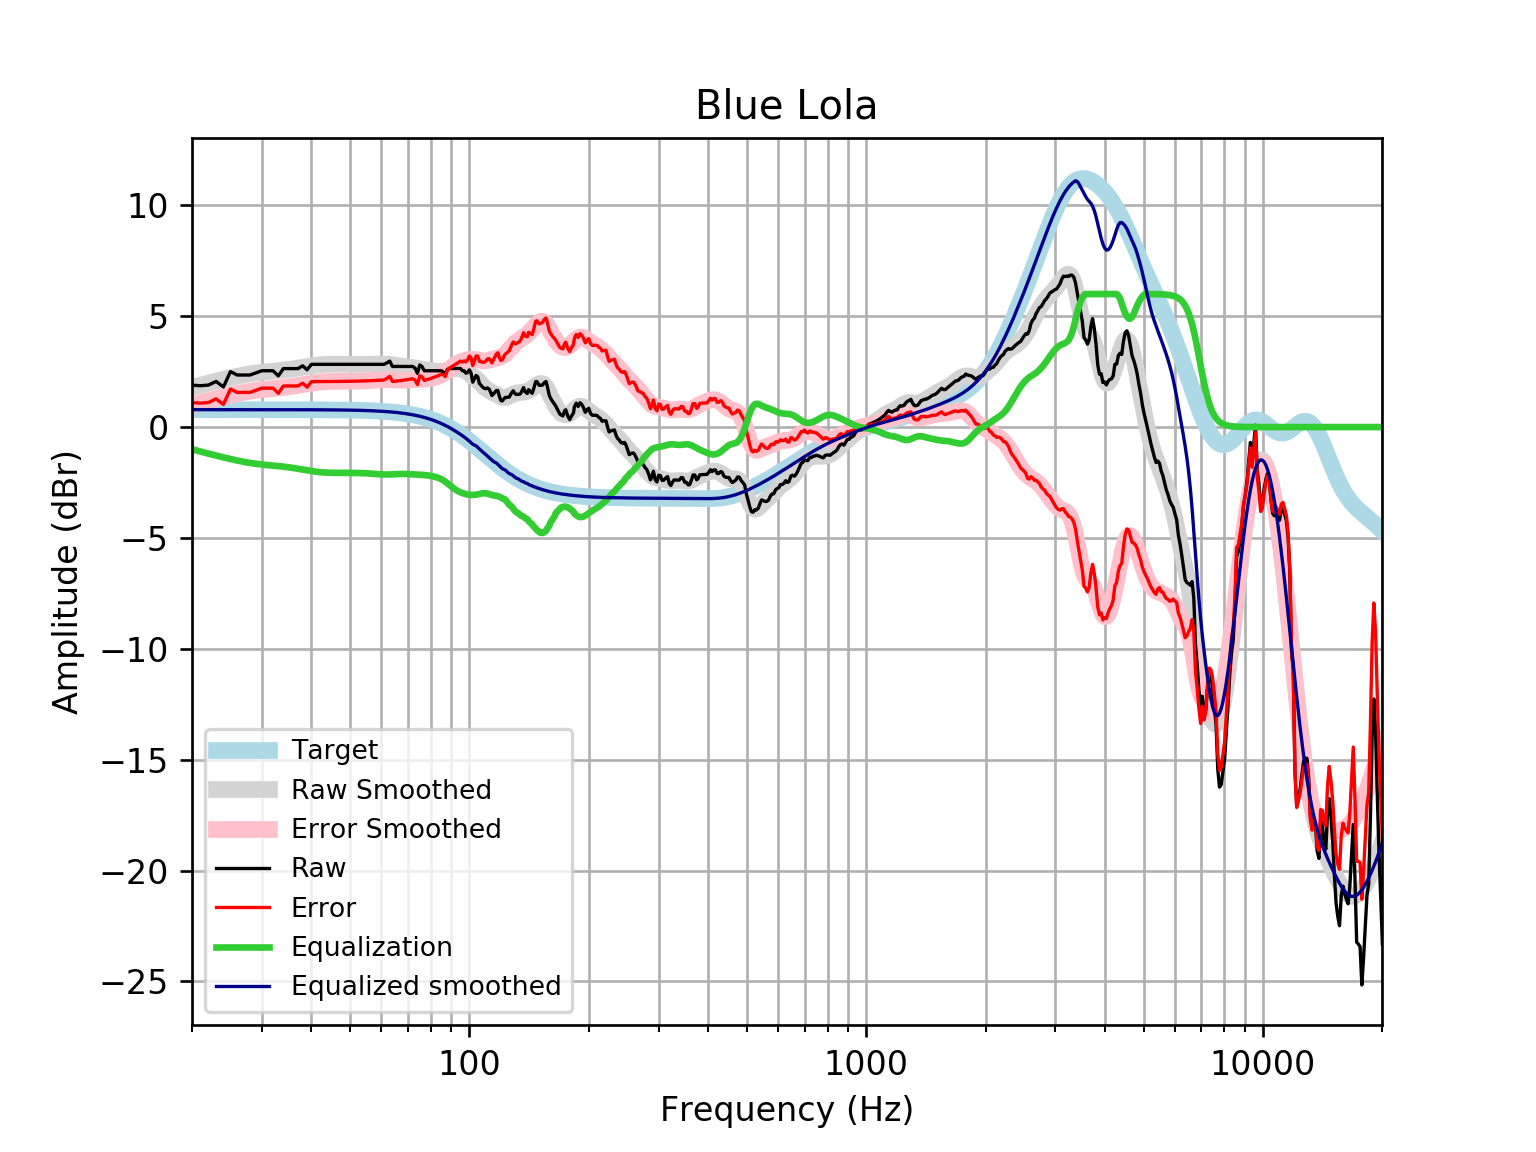 Blue Lola
Amplitude (dBr)
10
5
0
−5
−10
−15
−20
−25
Target
Raw Smoothed
Error Smoothed
Raw
Error
Equalization
Equalized smoothed
100
1000
10000
Frequency (Hz)